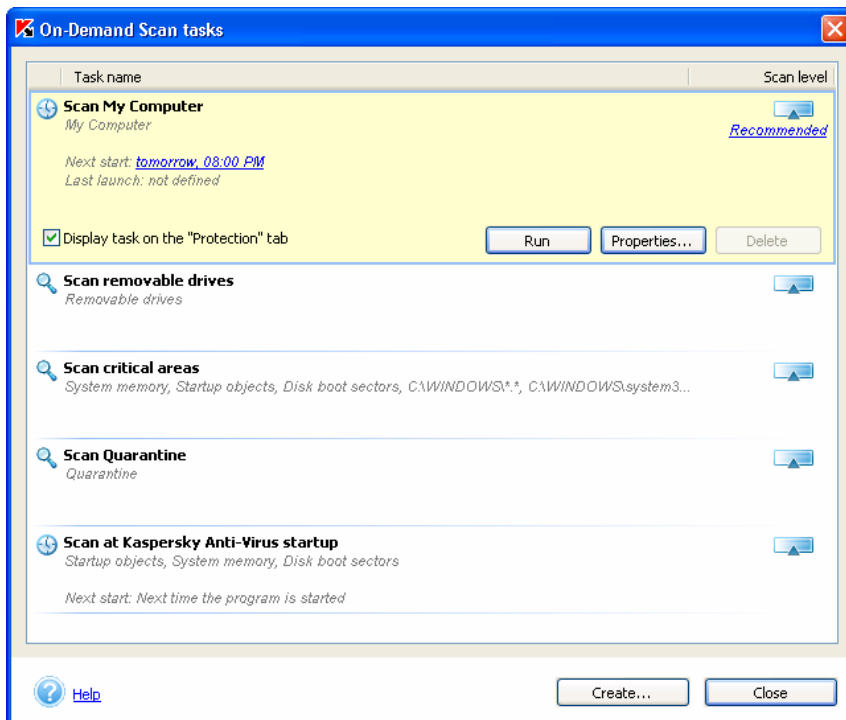 On-Demand Scan tasks
Task name Scan level
Scan My Computer
My Computer
Recommended
Next start: tomorrow, 08:00 PM
Last launch: not defined
Display task on the "Protection" tab Run Properties... Delete
Scan removable drives
Removable drives
Scan critical areas
System memory, Startup objects, Disk boot sectors, C:\WINDOWS\*.*, C:\WINDOWS\system3...
Scan Quarantine
Quarantine
Scan at Kaspersky Anti-Virus startup
Startup objects, System memory, Disk boot sectors
Next start: Next time the program is started
Help Create... Close